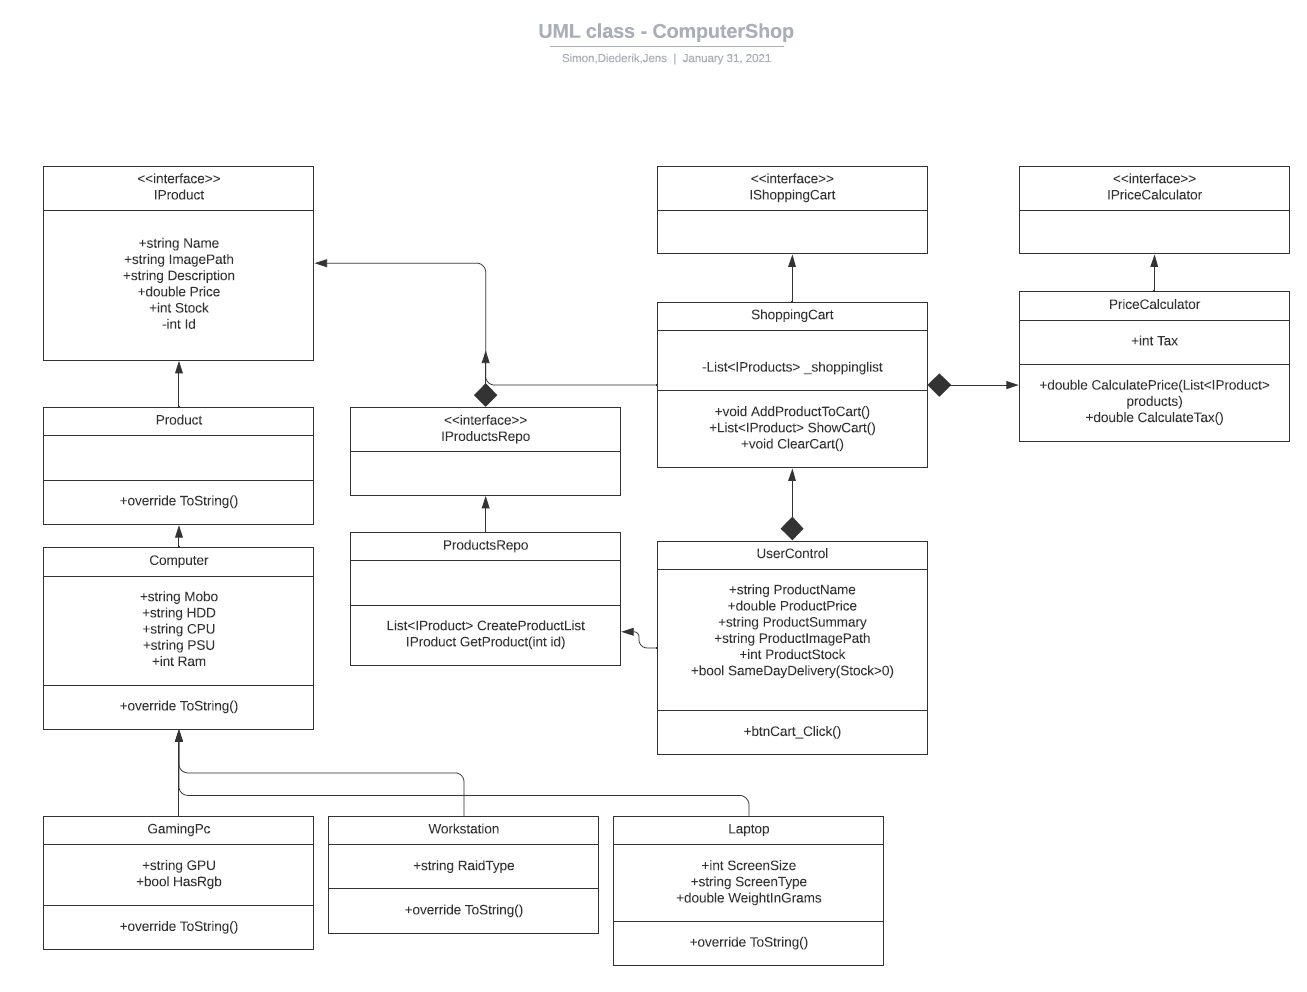 UML class - ComputerShop
Simon,Diederik,Jens | January 31, 2021
<<interface>>
IProduct
+string Name
+string ImagePath
+string Description
+double Price
+int Stock
-int Id
<<interface>>
IShoppingCart
<<interface>>
IPriceCalculator
ShoppingCart
-List<IProducts> _shoppinglist
+void AddProductToCart()
+List<IProduct> ShowCart()
+void ClearCart()
PriceCalculator
+int Tax
+double CalculatePrice(List<IProduct>
products)
+double CalculateTax()
Product
+override ToString()
<<interface>>
IProductsRepo
ProductsRepo
List<IProduct> CreateProductList
IProduct GetProduct(int id)
UserControl
+string ProductName
+double ProductPrice
+string ProductSummary
+string ProductImagePath
+int ProductStock
+bool SameDayDelivery(Stock>0)
+btnCart_Click()
Computer
+string Mobo
+string HDD
+string CPU
+string PSU
+int Ram
+override ToString()
GamingPc
+string GPU
+bool HasRgb
+override ToString()
Workstation
+string RaidType
+override ToString()
Laptop
+int ScreenSize
+string ScreenType
+double WeightInGrams
+override ToString()